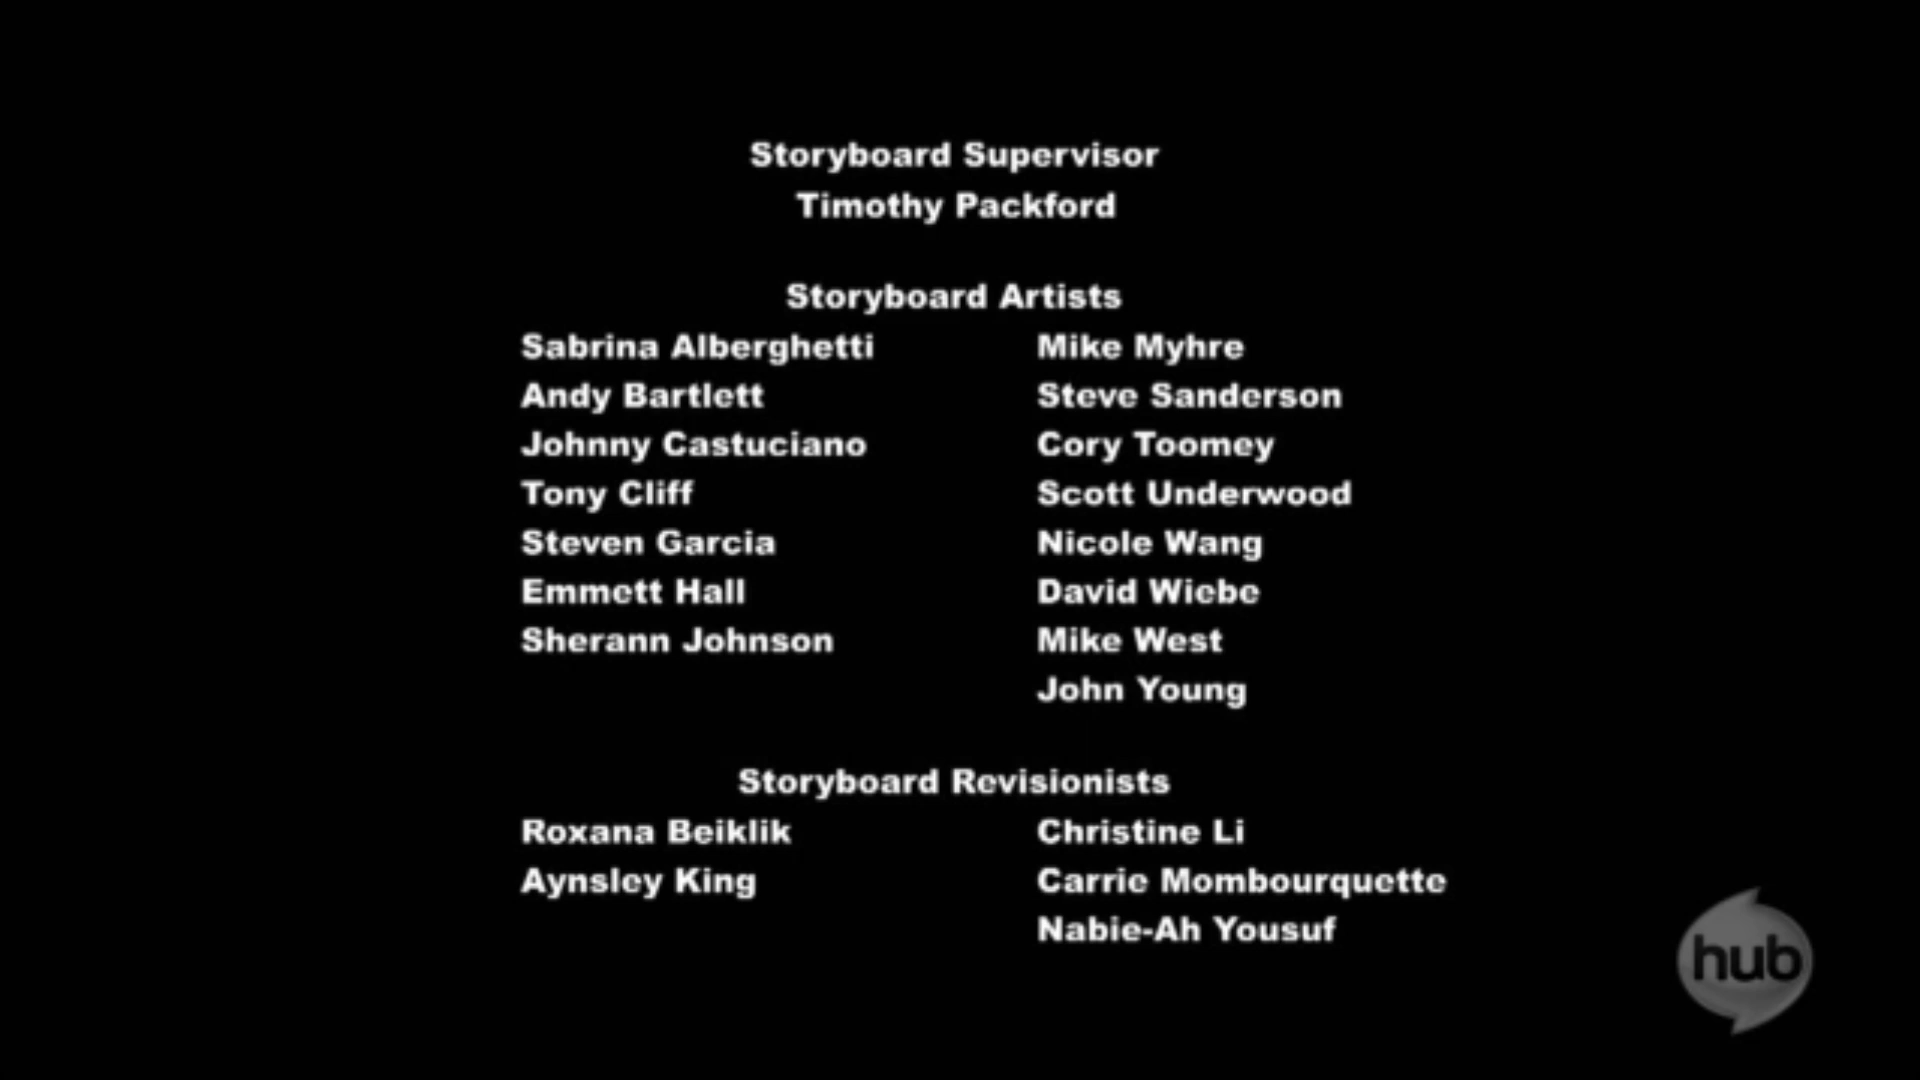 Storyboard Supervisor
Timothy Packford
Storyboard Artists
Sabrina Alberghetti
Andy Bartlett
Johnny Castuciano
Tony Cliff
Steven Garcia
Emmett Hall
Sherann Johnson
Mike Myhre
Steve Sanderson
Cory Toomey
Scott Underwood
Nicole Wang
David Wiebe
Mike West
John Young
Storyboard Revisionists
Roxana Beiklik
Aynsley King
Christine Li
Carrie Mombourquette
Nabie-Ah Yousuf
hub